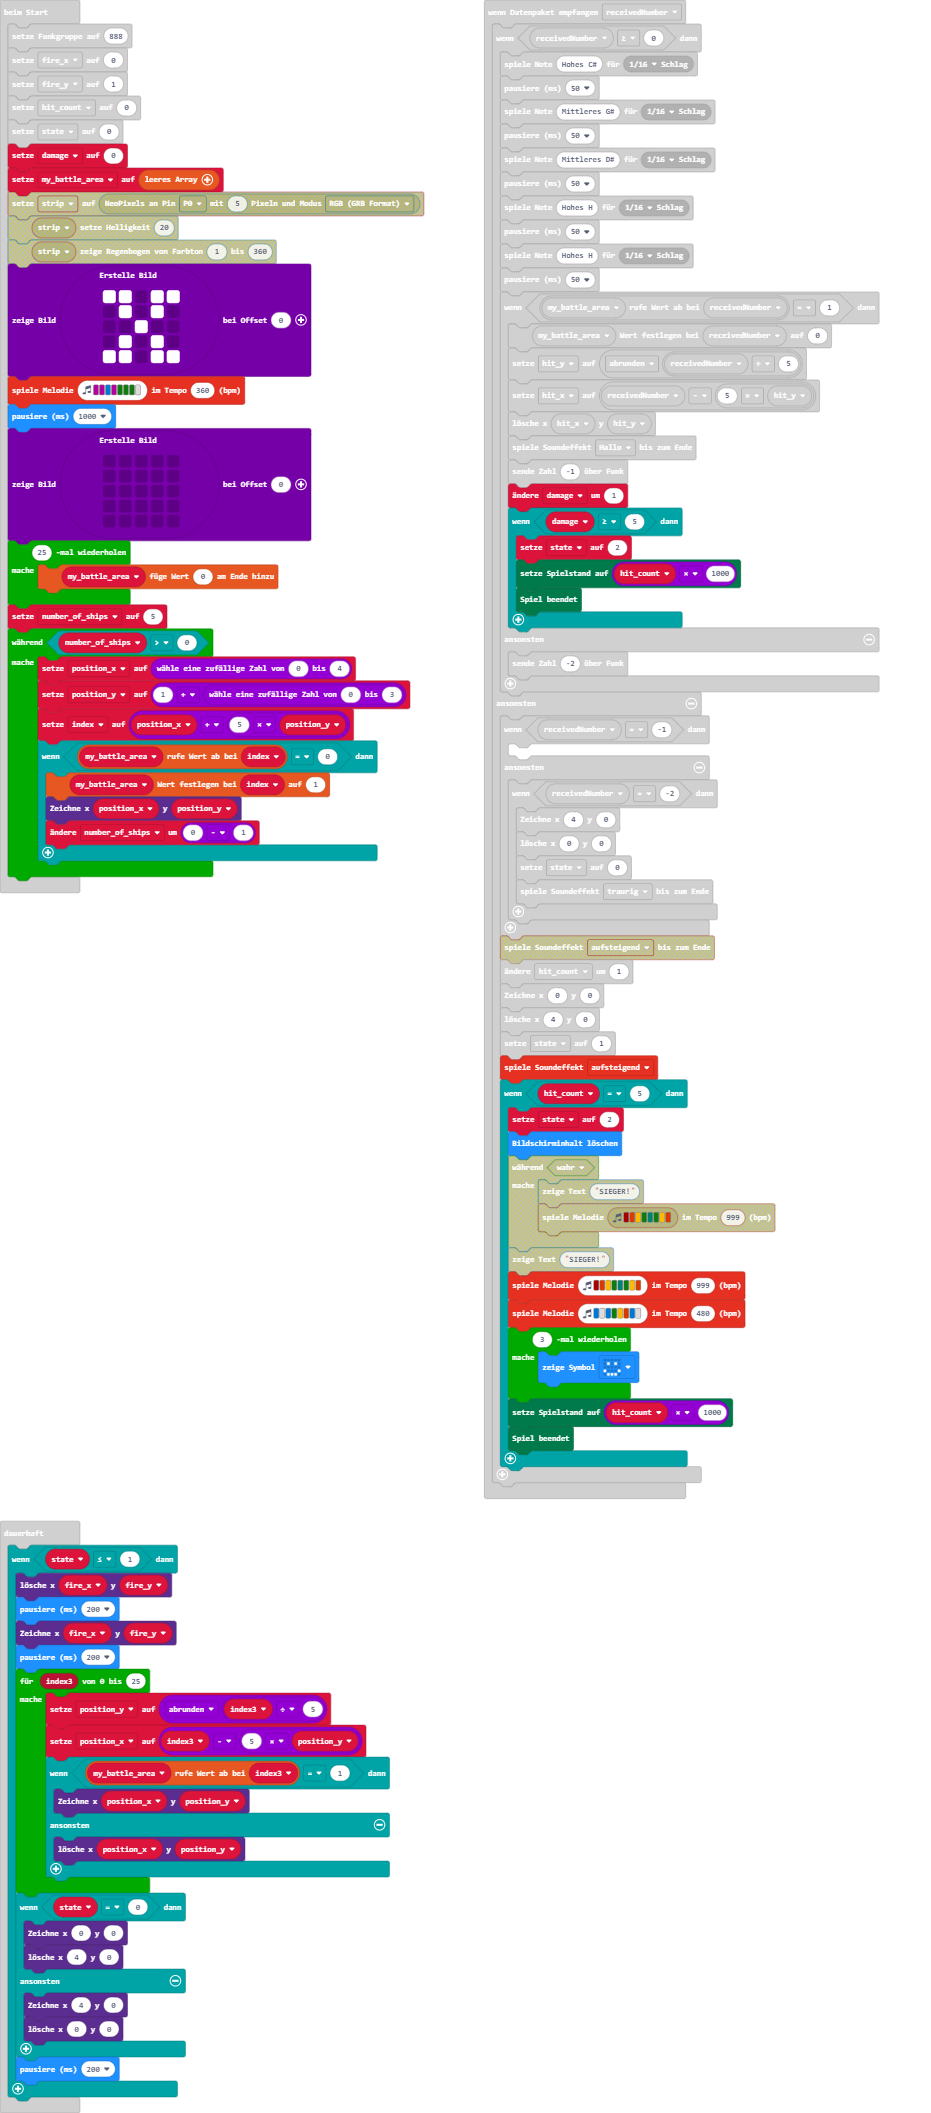 beim Start
setze Funkgruppe auf 888
setze fire_x auf 0
setze fire_y auf 1
setze hit_count auf 0
setze state auf 0
setze damage auf 0
setze my_battle_area auf leeres Array
setze strip auf NeoPixels an Pin P0 mit 5 Pixeln und Modus RGB (GRB Format)
strip setze Helligkeit 20
strip zeige Regenbogen von Farbton 1 bis 360
Erstelle Bild
zeige Bild bei Offset 0
spiele Melodie im Tempo 360 (bpm)
pausiere (ms) 1000
Erstelle Bild
zeige Bild bei Offset 0
25 -mal wiederholen
mache my_battle_area füge Wert 0 am Ende hinzu
setze number_of_ships auf 5
während number_of_ships > 0
mache setze position_x auf wähle eine zufällige Zahl von 0 bis 4
setze position_y auf 1 + wähle eine zufällige Zahl von 0 bis 3
setze index auf position_x + 5 × position_y
wenn my_battle_area rufe Wert ab bei index = 0 dann
my_battle_area Wert festlegen bei index auf 1
Zeichne x position_x y position_y
ändere number_of_ships um 0 - 1
wenn Datenpaket empfangen receivedNumber
wenn receivedNumber ≥ 0 dann
spiele Note Hohes C# für 1/16 Schlag
pausiere (ms) 50
spiele Note Mittleres G# für 1/16 Schlag
pausiere (ms) 50
spiele Note Mittleres D# für 1/16 Schlag
pausiere (ms) 50
spiele Note Hohes H für 1/16 Schlag
pausiere (ms) 50
spiele Note Hohes H für 1/16 Schlag
pausiere (ms) 50
wenn my_battle_area rufe Wert ab bei receivedNumber = 1 dann
my_battle_area Wert festlegen bei receivedNumber auf 0
setze hit_y auf abrunden receivedNumber ÷ 5
setze hit_x auf receivedNumber - 5 × hit_y
lösche x hit_x y hit_y
spiele Soundeffekt Hallo bis zum Ende
sende Zahl -1 über Funk
ändere damage um 1
wenn damage ≥ 5 dann
setze state auf 2
setze Spielstand auf hit_count × 1000
Spiel beendet
ansonsten
sende Zahl -2 über Funk
ansonsten
wenn receivedNumber = -1 dann
ansonsten
wenn receivedNumber = -2 dann
Zeichne x 4 y 0
lösche x 0 y 0
setze state auf 0
spiele Soundeffekt traurig bis zum Ende
spiele Soundeffekt aufsteigend bis zum Ende
ändere hit_count um 1
Zeichne x 0 y 0
lösche x 4 y 0
setze state auf 1
spiele Soundeffekt aufsteigend
wenn hit_count = 5 dann
setze state auf 2
Bildschirminhalt löschen
während wahr
mache zeige Text "SIEGER!"
spiele Melodie im Tempo 999 (bpm)
zeige Text "SIEGER!"
spiele Melodie im Tempo 999 (bpm)
spiele Melodie im Tempo 480 (bpm)
3 -mal wiederholen
mache zeige Symbol
setze Spielstand auf hit_count × 1000
Spiel beendet
dauerhaft
wenn state ≤ 1 dann
lösche x fire_x y fire_y
pausiere (ms) 200
Zeichne x fire_x y fire_y
pausiere (ms) 200
für index3 von 0 bis 25
mache setze position_y auf abrunden index3 ÷ 5
setze position_x auf index3 - 5 × position_y
wenn my_battle_area rufe Wert ab bei index3 = 1 dann
Zeichne x position_x y position_y
ansonsten
lösche x position_x y position_y
wenn state = 0 dann
Zeichne x 0 y 0
lösche x 4 y 0
ansonsten
Zeichne x 4 y 0
lösche x 0 y 0
pausiere (ms) 200